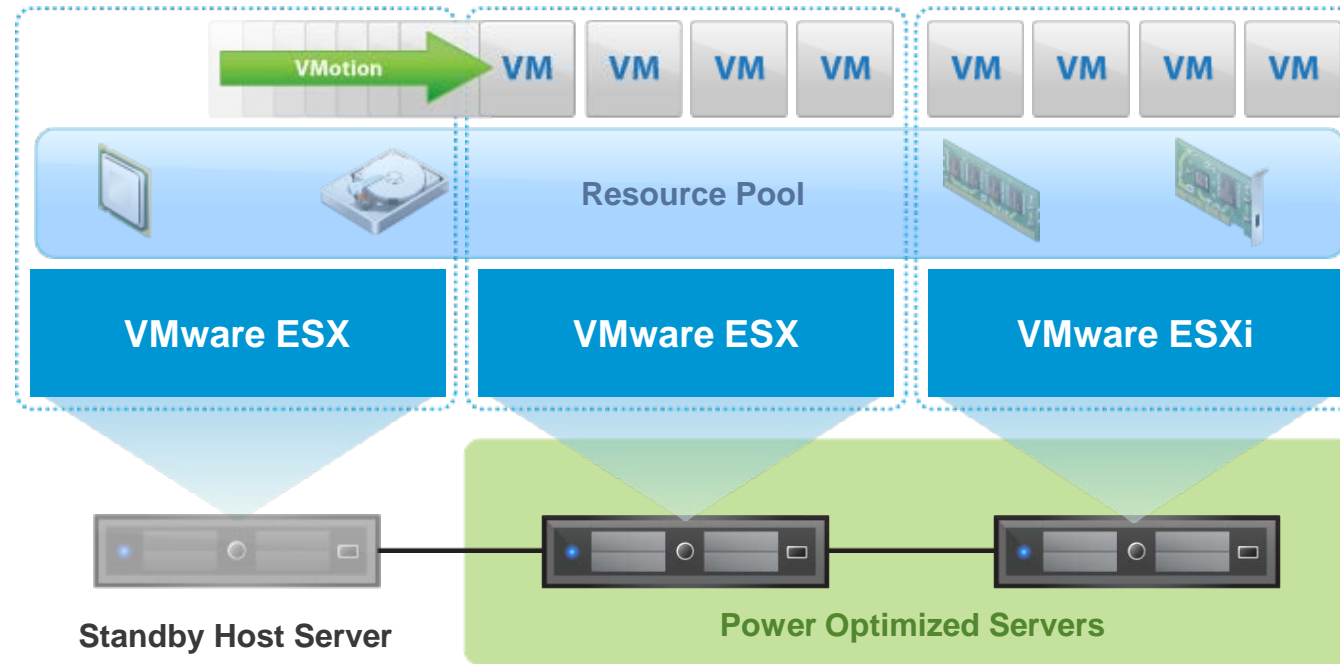 VMotion
VM VM VM VM
VM VM VM VM
Resource Pool
VMware ESX
VMware ESX
VMware ESXi
Standby Host Server
Power Optimized Servers